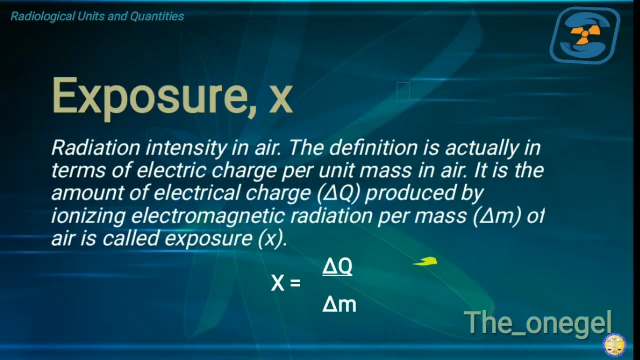 Radiological Units and Quantities
Exposure, x
Radiation intensity in air. The definition is actually in
terms of electric charge per unit mass in air. It is the
amount of electrical charge (ΔQ) produced by
ionizing electromagnetic radiation per mass (Δm) of
air is called exposure (x).
X = ΔQ
Δm
The_onegel